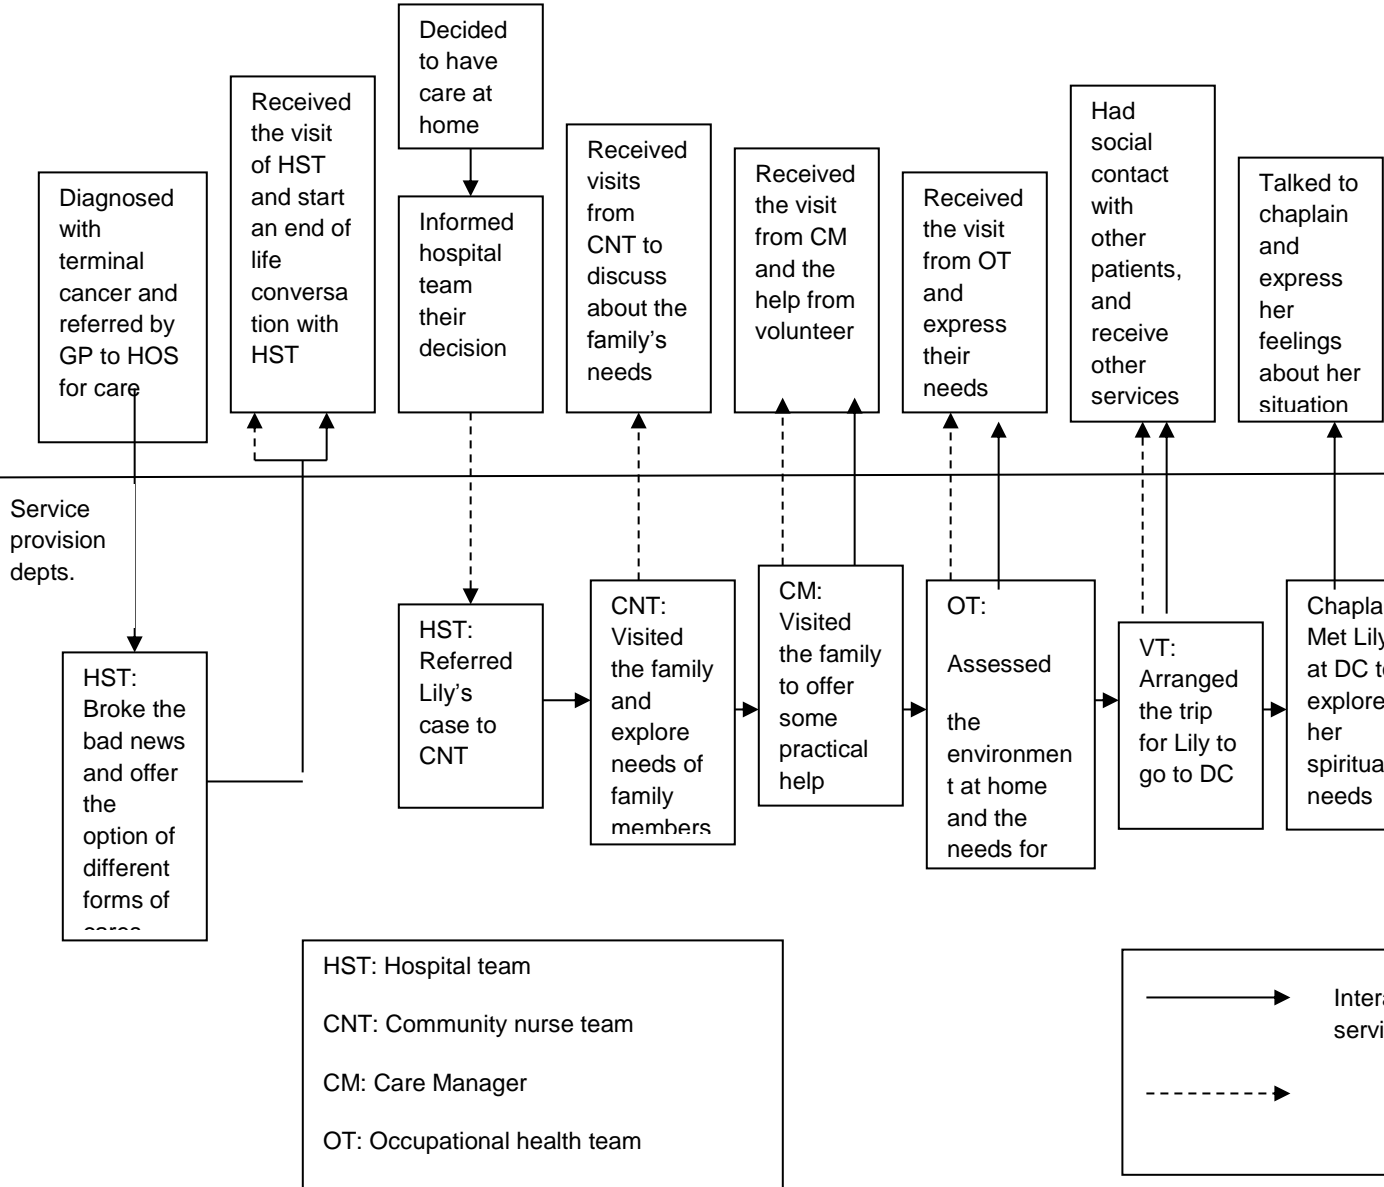 Decided
to have
care at
home
Received
the visit
of HST
and start
an end of
life
conversa
tion with
HST
Had
social
contact
with
other
patients,
and
receive
other
services
Received
visits
from
CNT to
discuss
about the
family's
needs
Received
the visit
from CM
and the
help from
volunteer
Talked to
chaplain
and
express
her
feelings
about her
situation
Diagnosed
with
terminal
cancer and
referred by
GP to HOS
for care
Informed
hospital
team
their
decision
Received
the visit
from OT
and
express
their
needs
Service
provision
depts.
HST:
Broke the
bad news
and offer
the
option of
different
forms of
HST:
Referred
Lily's
case to
CNT
CNT:
Visited
the family
and
explore
needs of
family
members
CM:
Visited
the family
to offer
some
practical
help
OT:
Assessed
the
environmen
t at home
and the
needs for
VT:
Arranged
the trip
for Lily to
go to DC
Met Lily
at DC
explore
her
needs
HST: Hospital team
CNT: Community nurse team
CM: Care Manager
OT: Occupational health team